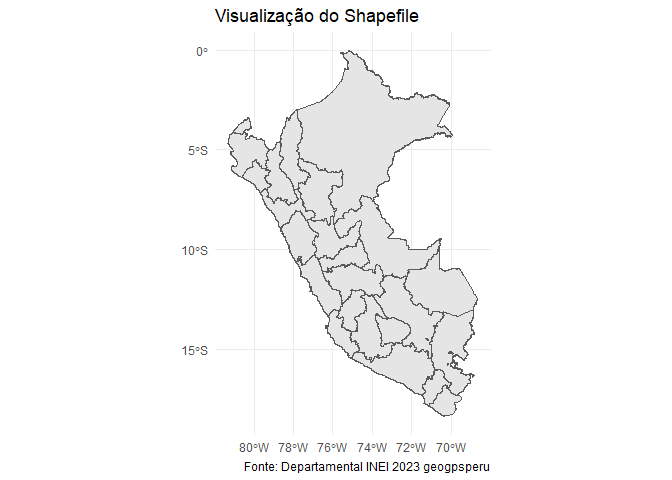 Visualização do Shapefile
0°
5°S
10°S
15°S
80°W 78°W 76°W 74°W 72°W 70°W
Fonte: Departamental INEI 2023 geogpsperu